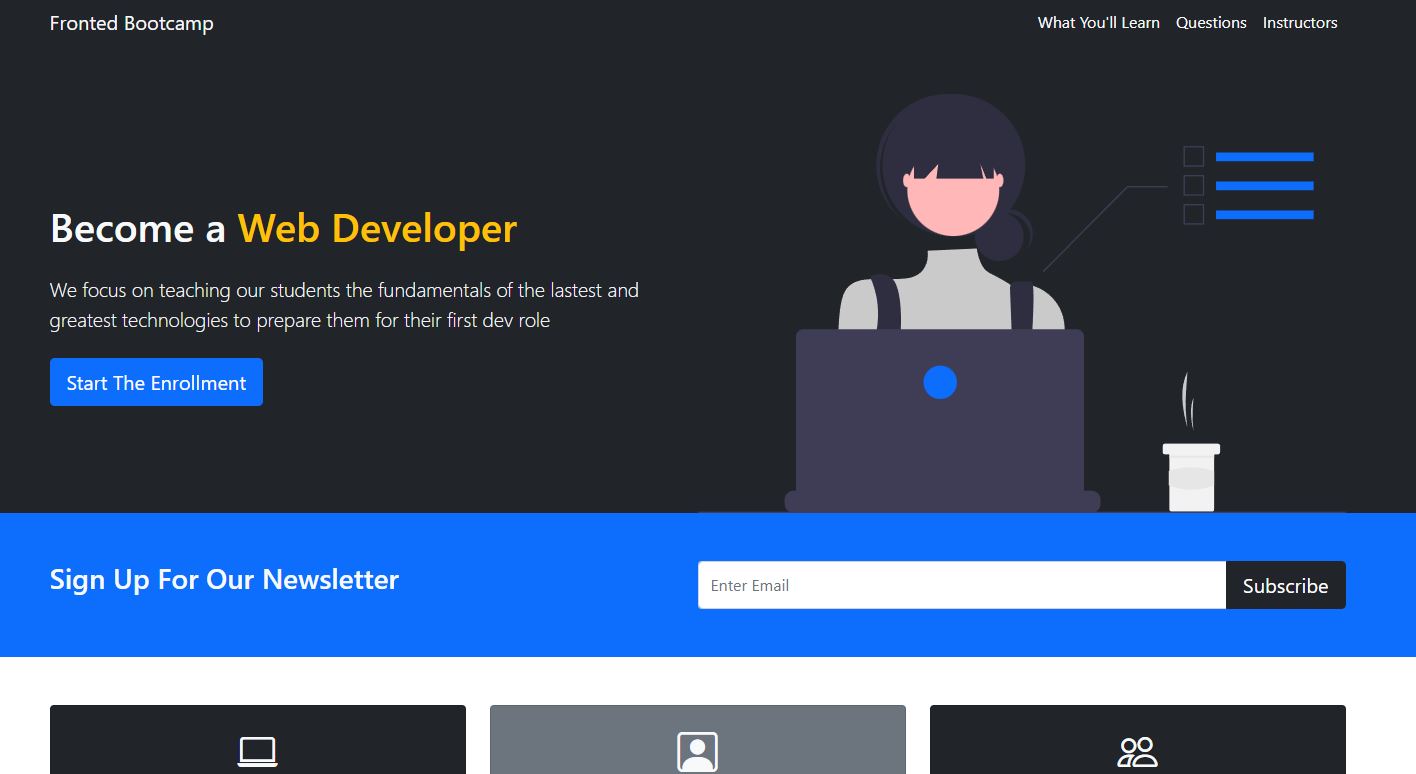 Fronted Bootcamp
What You'll Learn Questions Instructors
Become a Web Developer
We focus on teaching our students the fundamentals of the lastest and
greatest technologies to prepare them for their first dev role
Start The Enrollment
Sign Up For Our Newsletter
Enter Email
Subscribe